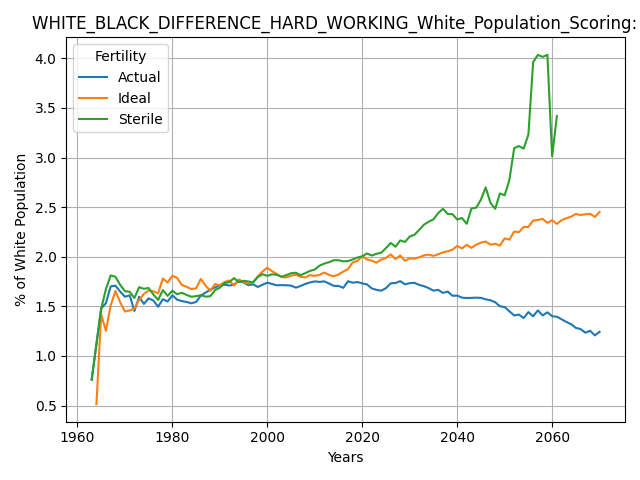 WHITE_BLACK_DIFFERENCE_HARD_WORKING_White_Population_Scoring:
Fertility
Actual
Ideal
Sterile
% of White Population
4.0
3.5
3.0
2.5
2.0
1.5
1.0
0.5
1960 1980 2000 2020 2040 2060
Years